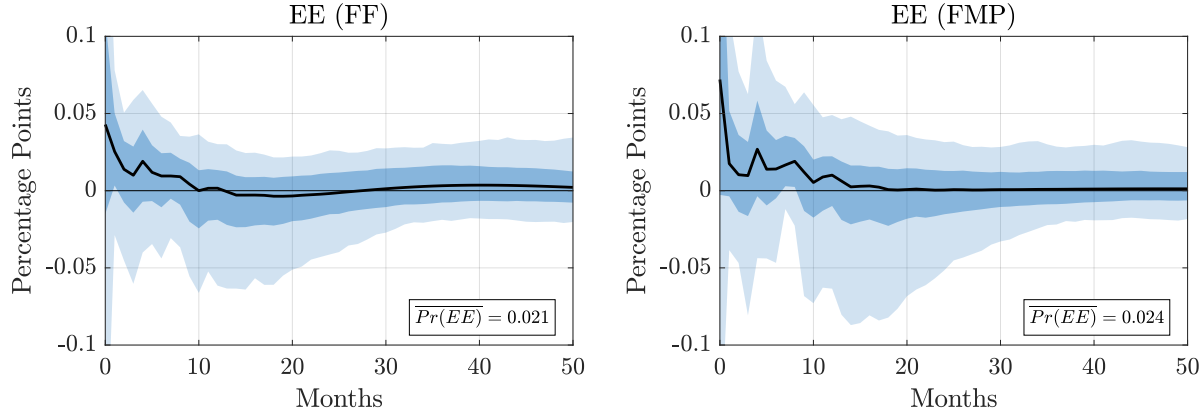 EE (FF)
0.1
0.05
0
-0.05
-0.1
Percentage Points
Pr(EE) = 0.021
0 10 20 30 40 50
Months
EE (FMP)
0.1
0.05
0
-0.05
-0.1
Percentage Points
Pr(EE) = 0.024
0 10 20 30 40 50
Months